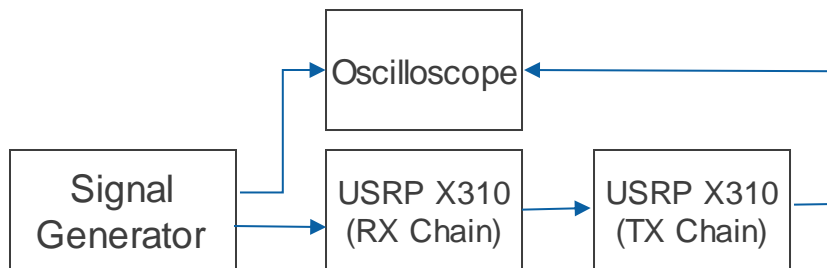 Oscilloscope
Signal
Generator
USRP X310
(RX Chain)
USRP X310
(TX Chain)